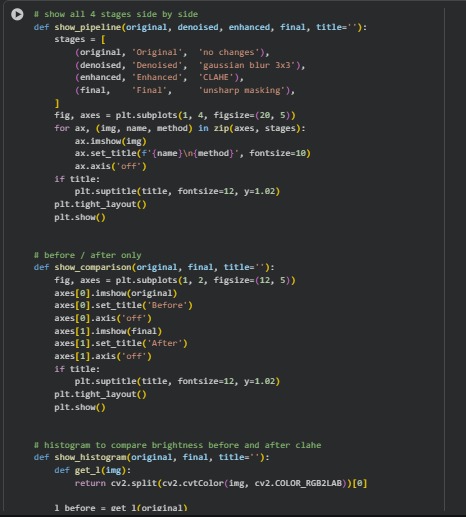 # show all 4 stages side by side
def show_pipeline(original, denoised, enhanced, final, title=''):
    stages = [
        (original, 'Original',  'no changes'),
        (denoised, 'Denoised',  'gaussian blur 3x3'),
        (enhanced, 'Enhanced',  'CLAHE'),
        (final,    'Final',     'unsharp masking'),
    ]
    fig, axes = plt.subplots(1, 4, figsize=(20, 5))
    for ax, (img, name, method) in zip(axes, stages):
        ax.imshow(img)
        ax.set_title(f'{name}\n{method}', fontsize=10)
        ax.axis('off')
    if title:
        plt.suptitle(title, fontsize=12, y=1.02)
    plt.tight_layout()
    plt.show()
# before / after only
def show_comparison(original, final, title=''):
    fig, axes = plt.subplots(1, 2, figsize=(12, 5))
    axes[0].imshow(original)
    axes[0].set_title('Before')
    axes[0].axis('off')
    axes[1].imshow(final)
    axes[1].set_title('After')
    axes[1].axis('off')
    if title:
        plt.suptitle(title, fontsize=12, y=1.02)
    plt.tight_layout()
    plt.show()
# histogram to compare brightness before and after clahe
def show_histogram(original, final, title=''):
    def get_l(img):
        return cv2.split(cv2.cvtColor(img, cv2.COLOR_RGB2LAB))[0]
    l_before = get_l(original)